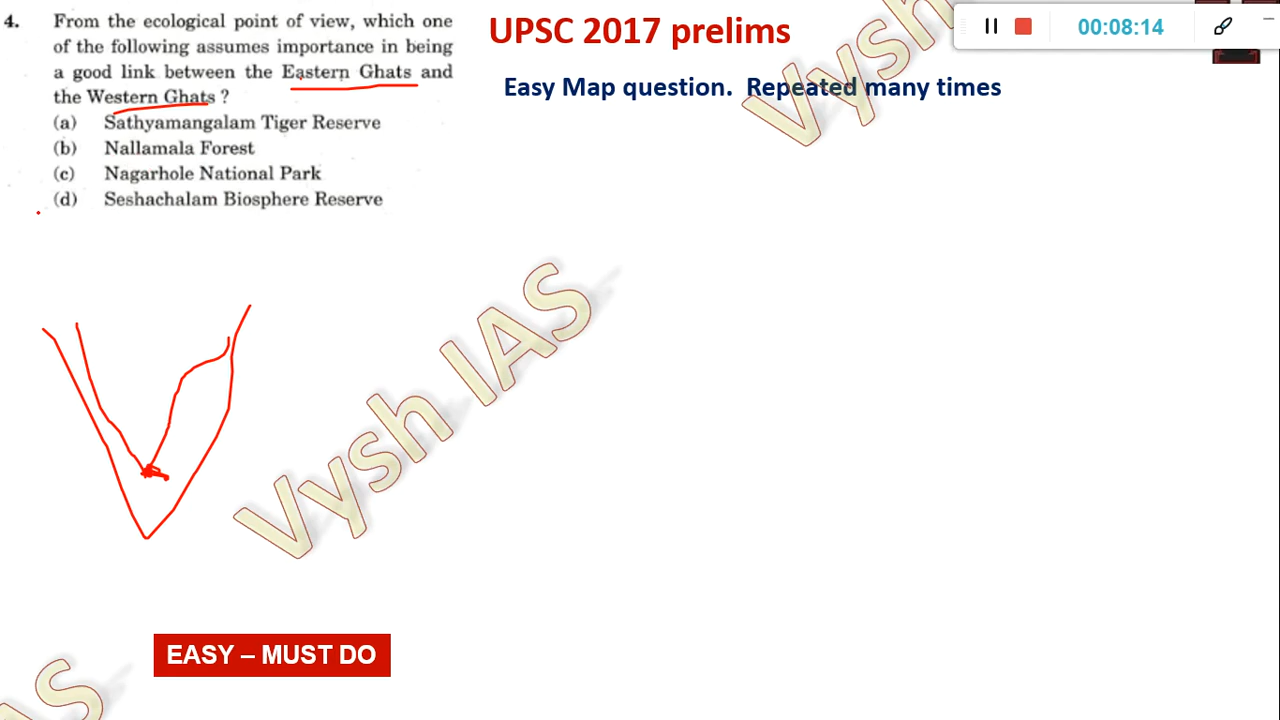 4. From the ecological point of view, which one
of the following assumes importance in being
a good link between the Eastern Ghats and
the Western Ghats ?
(a) Sathyamangalam Tiger Reserve
(b) Nallamala Forest
(c) Nagarhole National Park
(d) Seshachalam Biosphere Reserve
UPSC 2017 prelims
Easy Map question. Repeated many times
00:08:14
Vysh
Vysh IAS
IAS
EASY – MUST DO